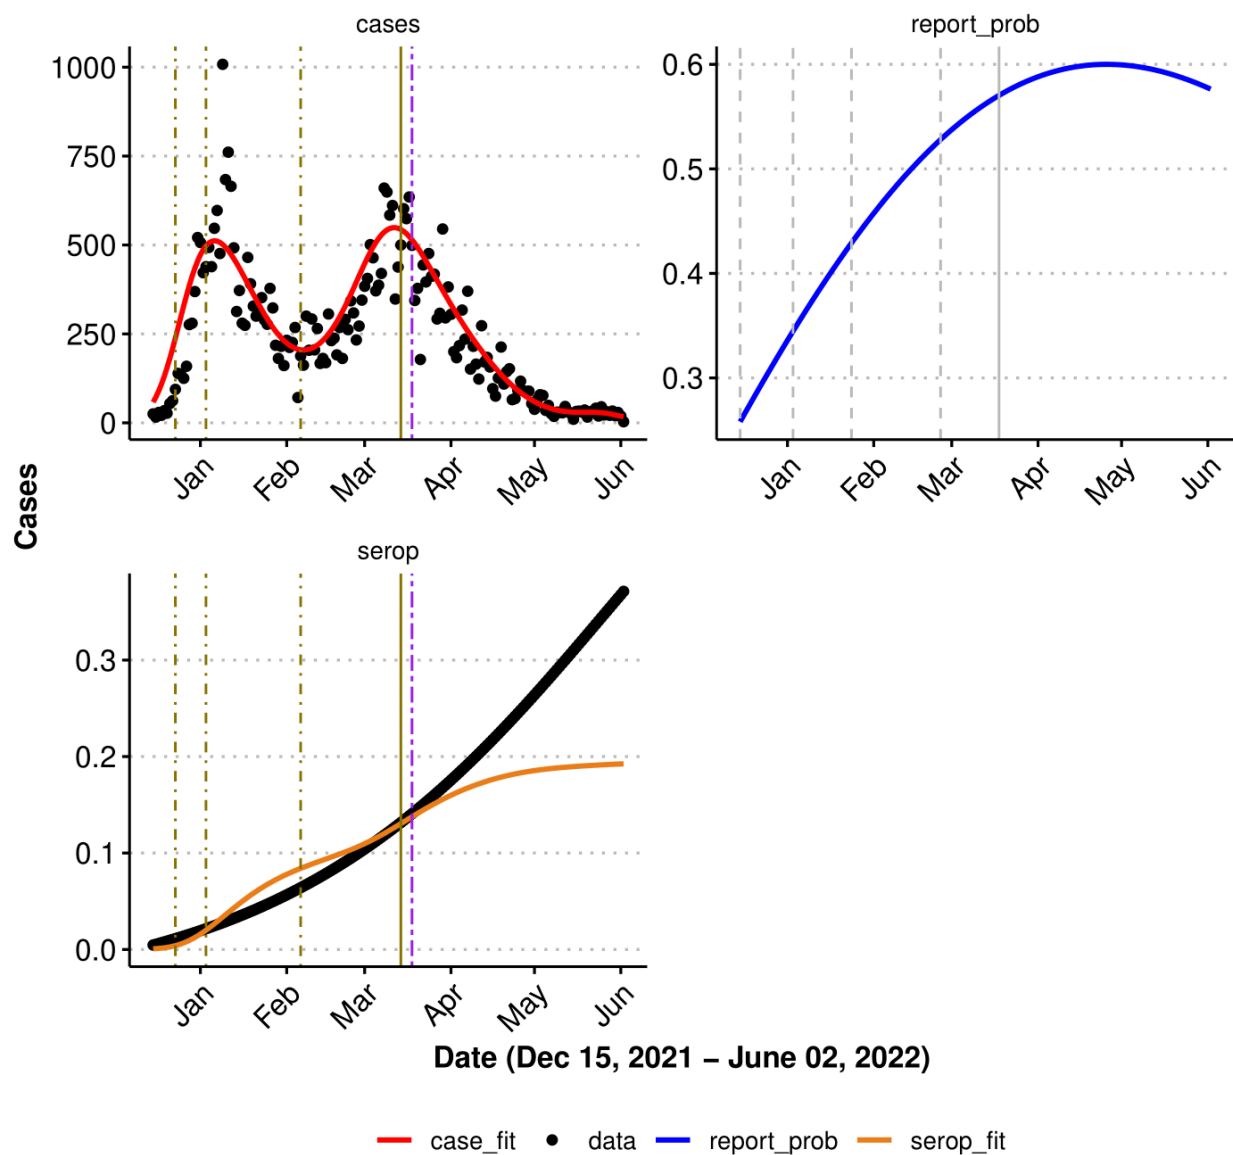 cases
report_prob
1000
750
500
250
0
Jan
Feb
Mar
Apr
May
Jun
0.6
0.5
0.4
0.3
Jan
Feb
Mar
Apr
May
Jun
Cases
serop
0.3
0.2
0.1
0.0
Jan
Feb
Mar
Apr
May
Jun
Date (Dec 15, 2021 − June 02, 2022)
case_fit data report_prob serop_fit